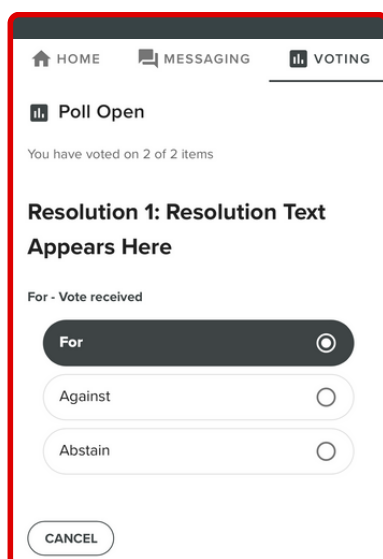 HOME MESSAGING VOTING
Poll Open
You have voted on 2 of 2 items
Resolution 1: Resolution Text
Appears Here
For - Vote received
For
Against
Abstain
CANCEL